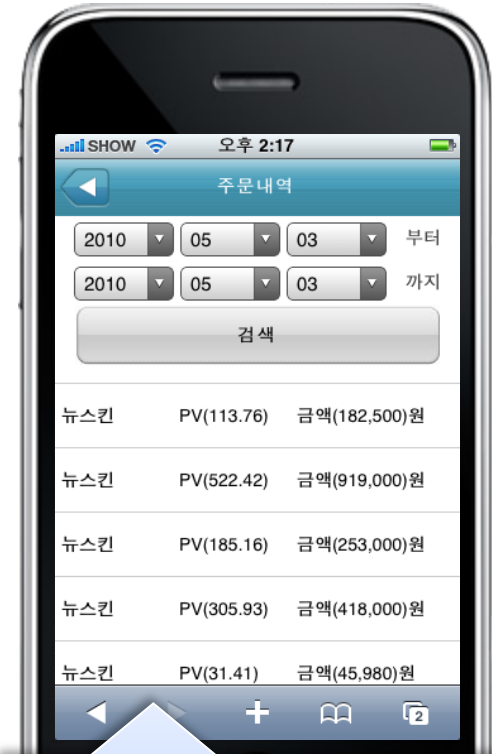 SHOW 오후 2:17
주문내역
2010 05 03 부터
2010 05 03 까지
검색
뉴스킨 PV(113.76) 금액(182,500)원
뉴스킨 PV(522.42) 금액(919,000)원
뉴스킨 PV(185.16) 금액(253,000)원
뉴스킨 PV(305.93) 금액(418,000)원
뉴스킨 PV(31.41) 금액(45,980)원
2